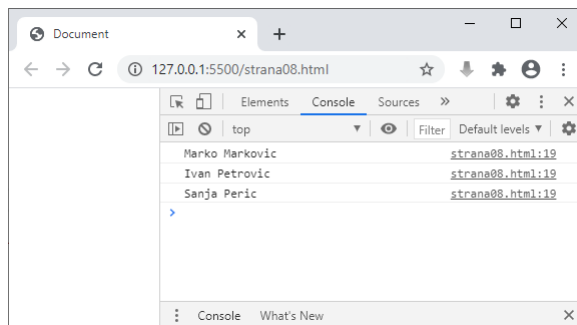 Document
127.0.0.1:5500/strana08.html
Elements Console Sources
top Filter Default levels
Marko Markovic strana08.html:19
Ivan Petrovic strana08.html:19
Sanja Peric strana08.html:19
Console What's New